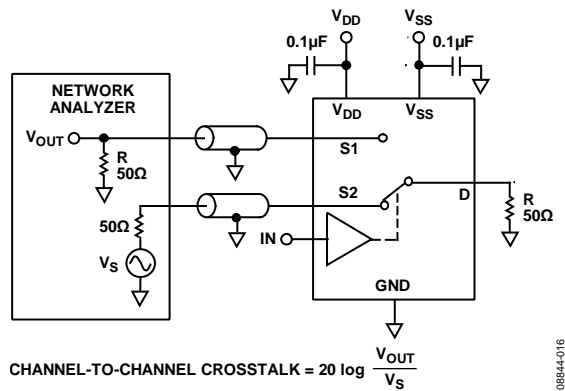 V_DD
V_SS
0.1µF
0.1µF
V_DD
V_SS
NETWORK
ANALYZER
V_OUT
R
50Ω
S1
S2
D
R
50Ω
50Ω
V_S
IN
GND
CHANNEL-TO-CHANNEL CROSSTALK = 20 log V_OUT / V_S
08844-016